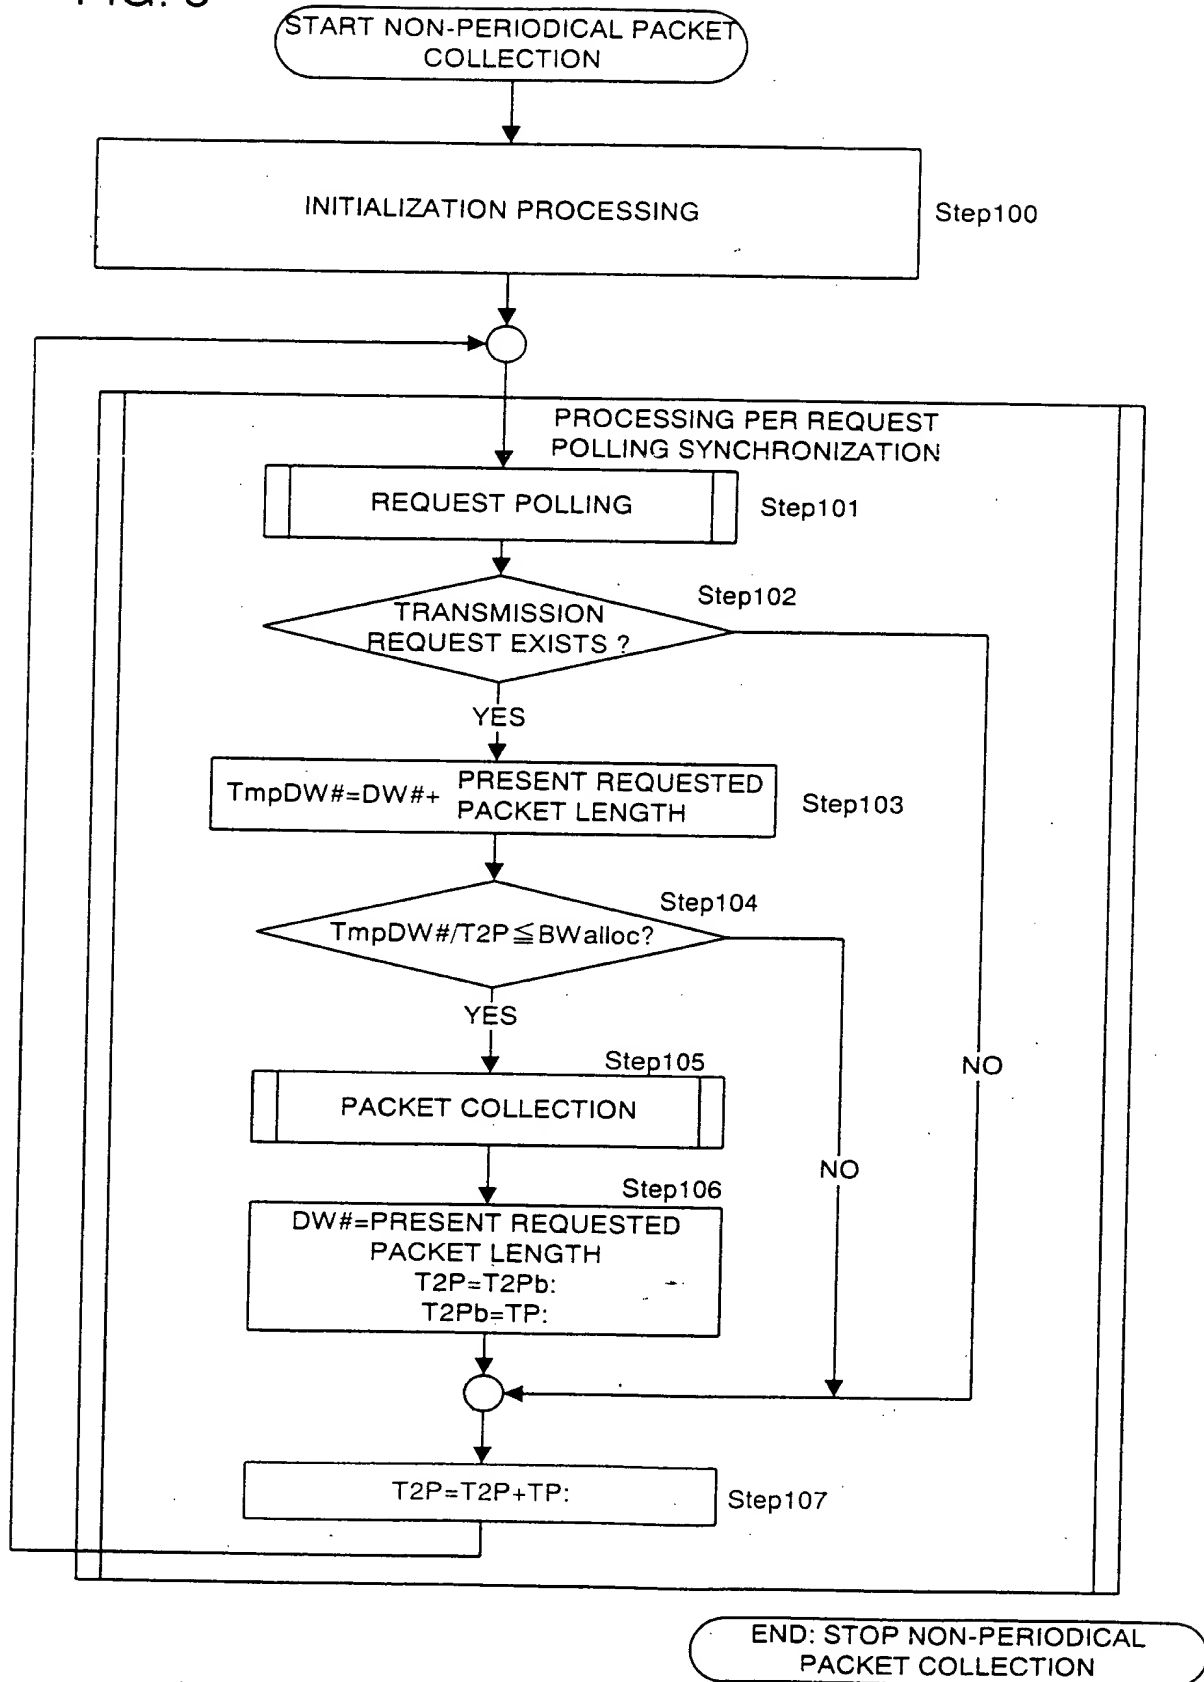 START NON-PERIODICAL PACKET
COLLECTION
INITIALIZATION PROCESSING
Step100
PROCESSING PER REQUEST
POLLING SYNCHRONIZATION
REQUEST POLLING
Step101
Step102
TRANSMISSION
REQUEST EXISTS ?
YES
TmpDW#=DW#+ PRESENT REQUESTED
PACKET LENGTH
Step103
Step104
TmpDW#/T2P≦BWalloc?
YES
Step105
NO
PACKET COLLECTION
NO
Step106
DW#=PRESENT REQUESTED
PACKET LENGTH
T2P=T2Pb:
T2Pb=TP:
T2P=T2P+TP:
Step107
END: STOP NON-PERIODICAL
PACKET COLLECTION